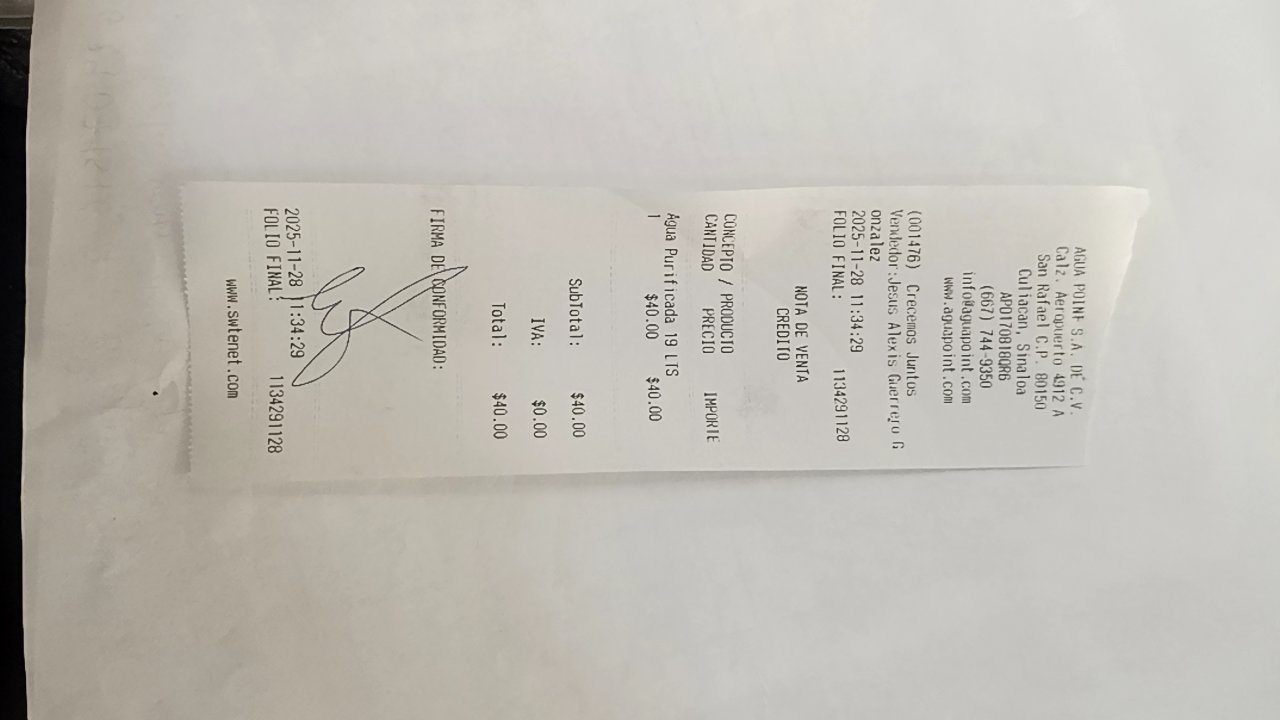 AGUA POINF S.A. DE C.V.
Calz. Aeropuerto 4912 A
San Rafael C.P. 80150
Culiacan, Sinaloa
APO170818QR6
(667) 744-9350
info@aguapoint.com
www.aguapoint.com
(001476) Crecemos Juntos
Vendedor:Jesus Alexis Guerrero G
onzalez
2025-11-28 11:34:29
FOLIO FINAL: 1134291128
NOTA DE VENTA
CREDITO
CONCEPTO / PRODUCTO
CANTIDAD PRECIO IMPORTE
Agua Purificada 19 LTS
1 $40.00 $40.00
SubTotal: $40.00
IVA: $0.00
Total: $40.00
FIRMA DE CONFORMIDAD:
2025-11-28 11:34:29
FOLIO FINAL: 1134291128
www.swtenet.com